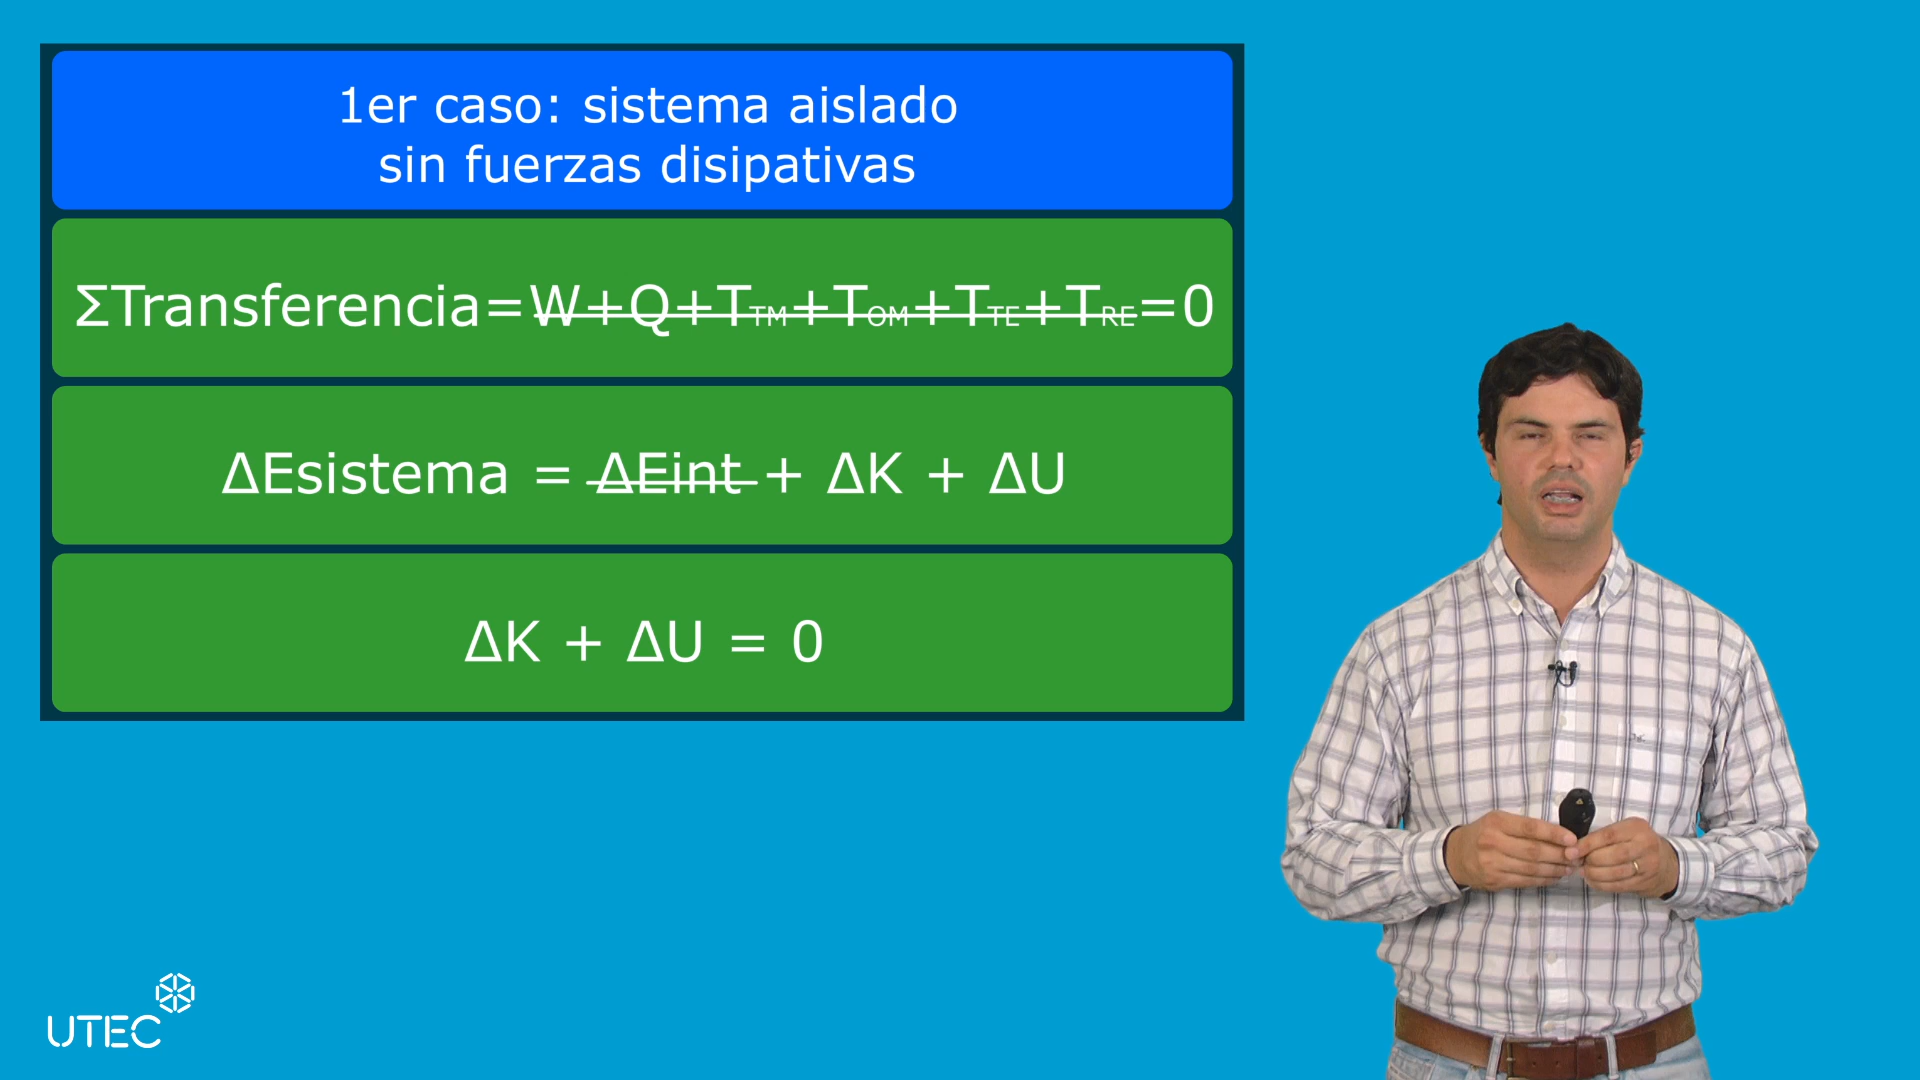 1er caso: sistema aislado
sin fuerzas disipativas
ΣTransferencia=W+Q+TTM+TOM+TTE+TRE=0
ΔEsistema = ΔEint + ΔK + ΔU
ΔK + ΔU = 0
UTEC